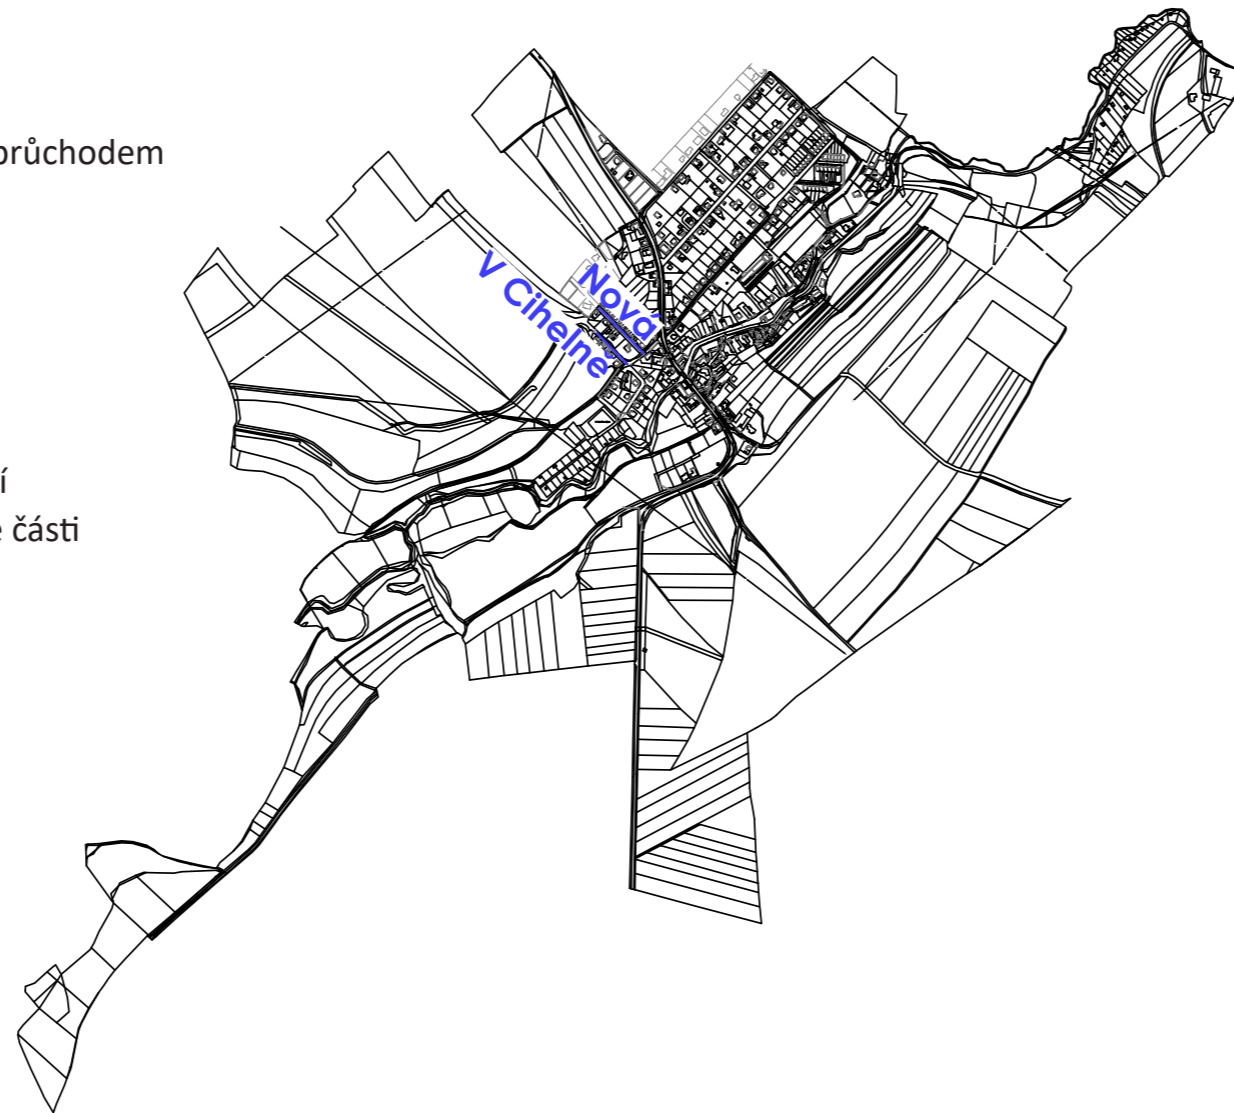 průchodem
V Cihelně
Nová
í
é části